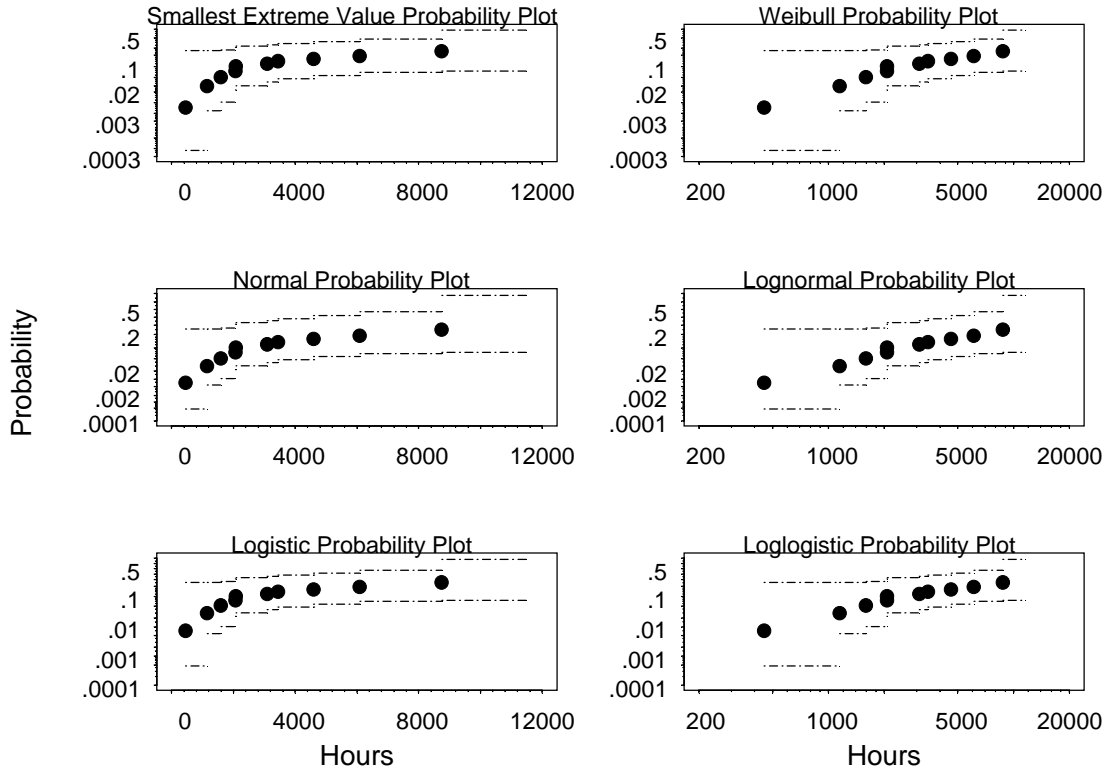 Smallest Extreme Value Probability Plot
.5
.1
.02
.003
.0003
0 4000 8000 12000
Weibull Probability Plot
.5
.1
.02
.003
.0003
200 1000 5000 20000
Probability
Normal Probability Plot
.5
.2
.02
.002
.0001
0 4000 8000 12000
Lognormal Probability Plot
.5
.2
.02
.002
.0001
200 1000 5000 20000
Logistic Probability Plot
.5
.1
.01
.001
.0001
0 4000 8000 12000
Hours
Loglogistic Probability Plot
.5
.1
.01
.001
.0001
200 1000 5000 20000
Hours